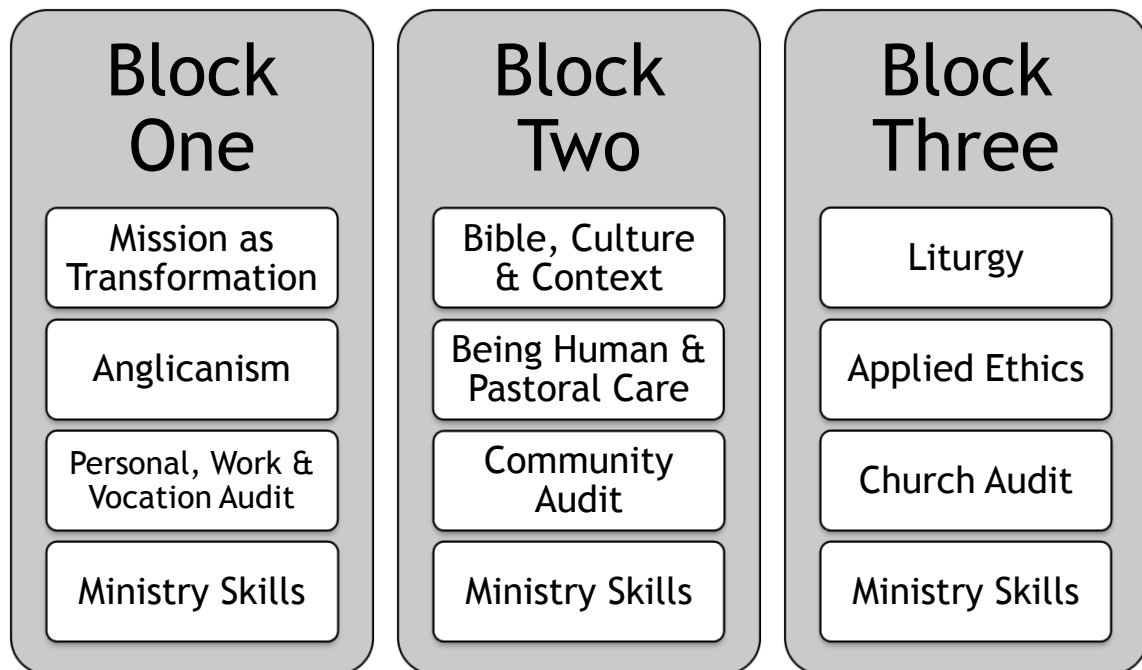 Block
One
Mission as
Transformation
Anglicanism
Personal, Work &
Vocation Audit
Ministry Skills
Block
Two
Bible, Culture
& Context
Being Human &
Pastoral Care
Community
Audit
Ministry Skills
Block
Three
Liturgy
Applied Ethics
Church Audit
Ministry Skills